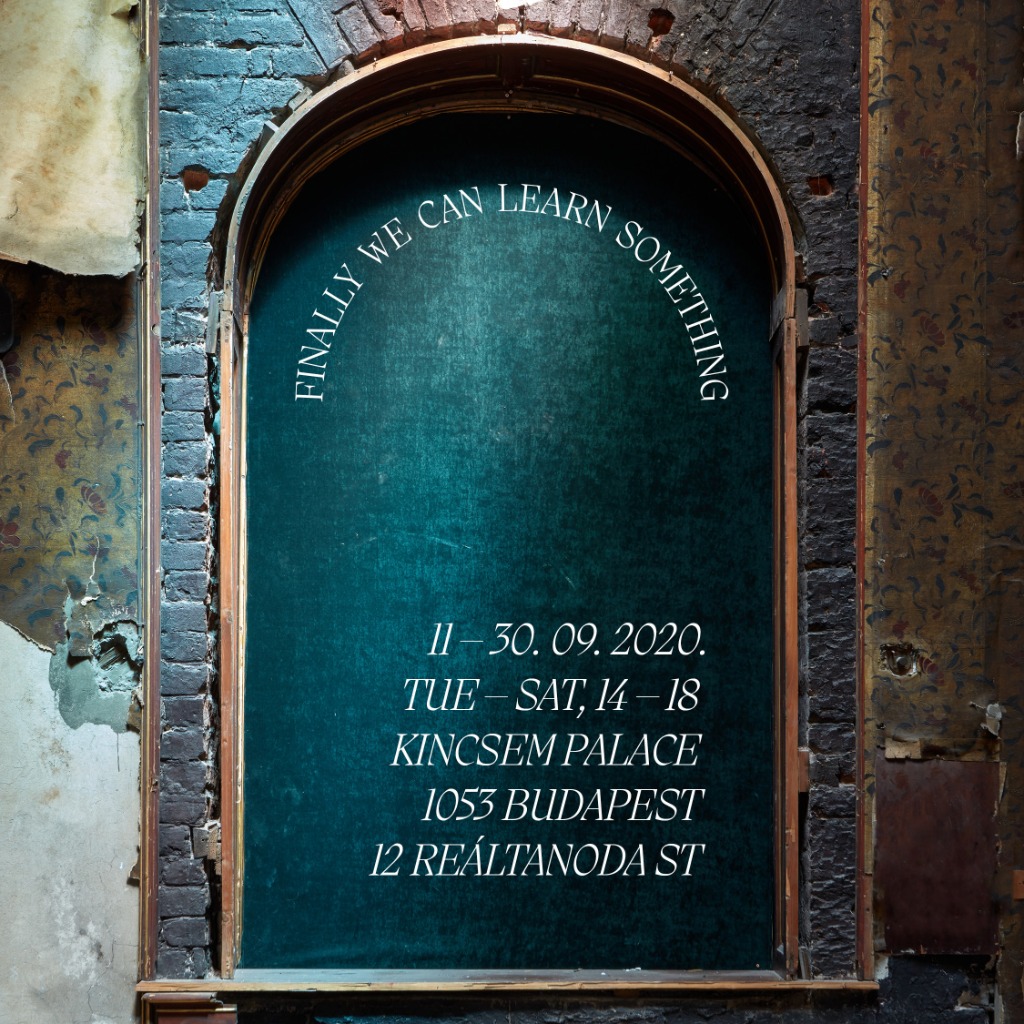 FINALLY WE CAN LEARN SOMETHING
11 – 30. 09. 2020.
TUE – SAT, 14 – 18
KINCSEM PALACE
1053 BUDAPEST
12 REÁLTANODA ST